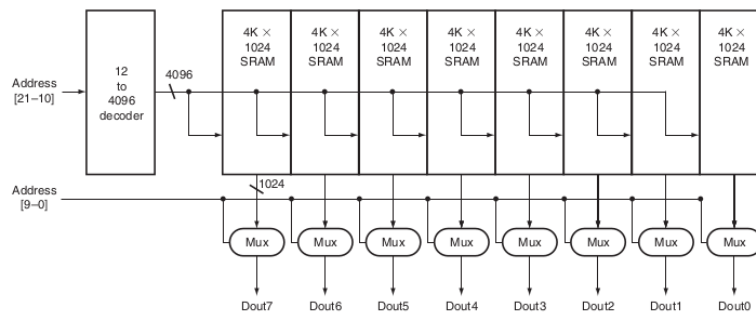 Address
[21–10]
12
to
4096
decoder
4096
4K ×
1024
SRAM
4K ×
1024
SRAM
4K ×
1024
SRAM
4K ×
1024
SRAM
4K ×
1024
SRAM
4K ×
1024
SRAM
4K ×
1024
SRAM
4K ×
1024
SRAM
Address
[9–0]
1024
Mux
Mux
Mux
Mux
Mux
Mux
Mux
Mux
Dout7
Dout6
Dout5
Dout4
Dout3
Dout2
Dout1
Dout0